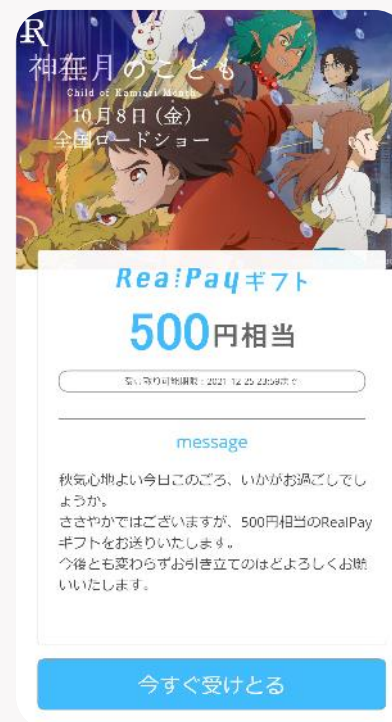 R
神在月のこども
Child of Kamiari Month
10月8日(金)
全国ロードショー
RealPayギフト
500円相当
受け取り可能期限：2021-12-25 23:59まで
message
秋気心地よい今日このごろ、いかがお過ごしでし
ょうか。
ささやかではございますが、500円相当のRealPay
ギフトをお送りいたします。
今後とも変わらずお引き立てのほどよろしくお願
いいたします。
今すぐ受けとる